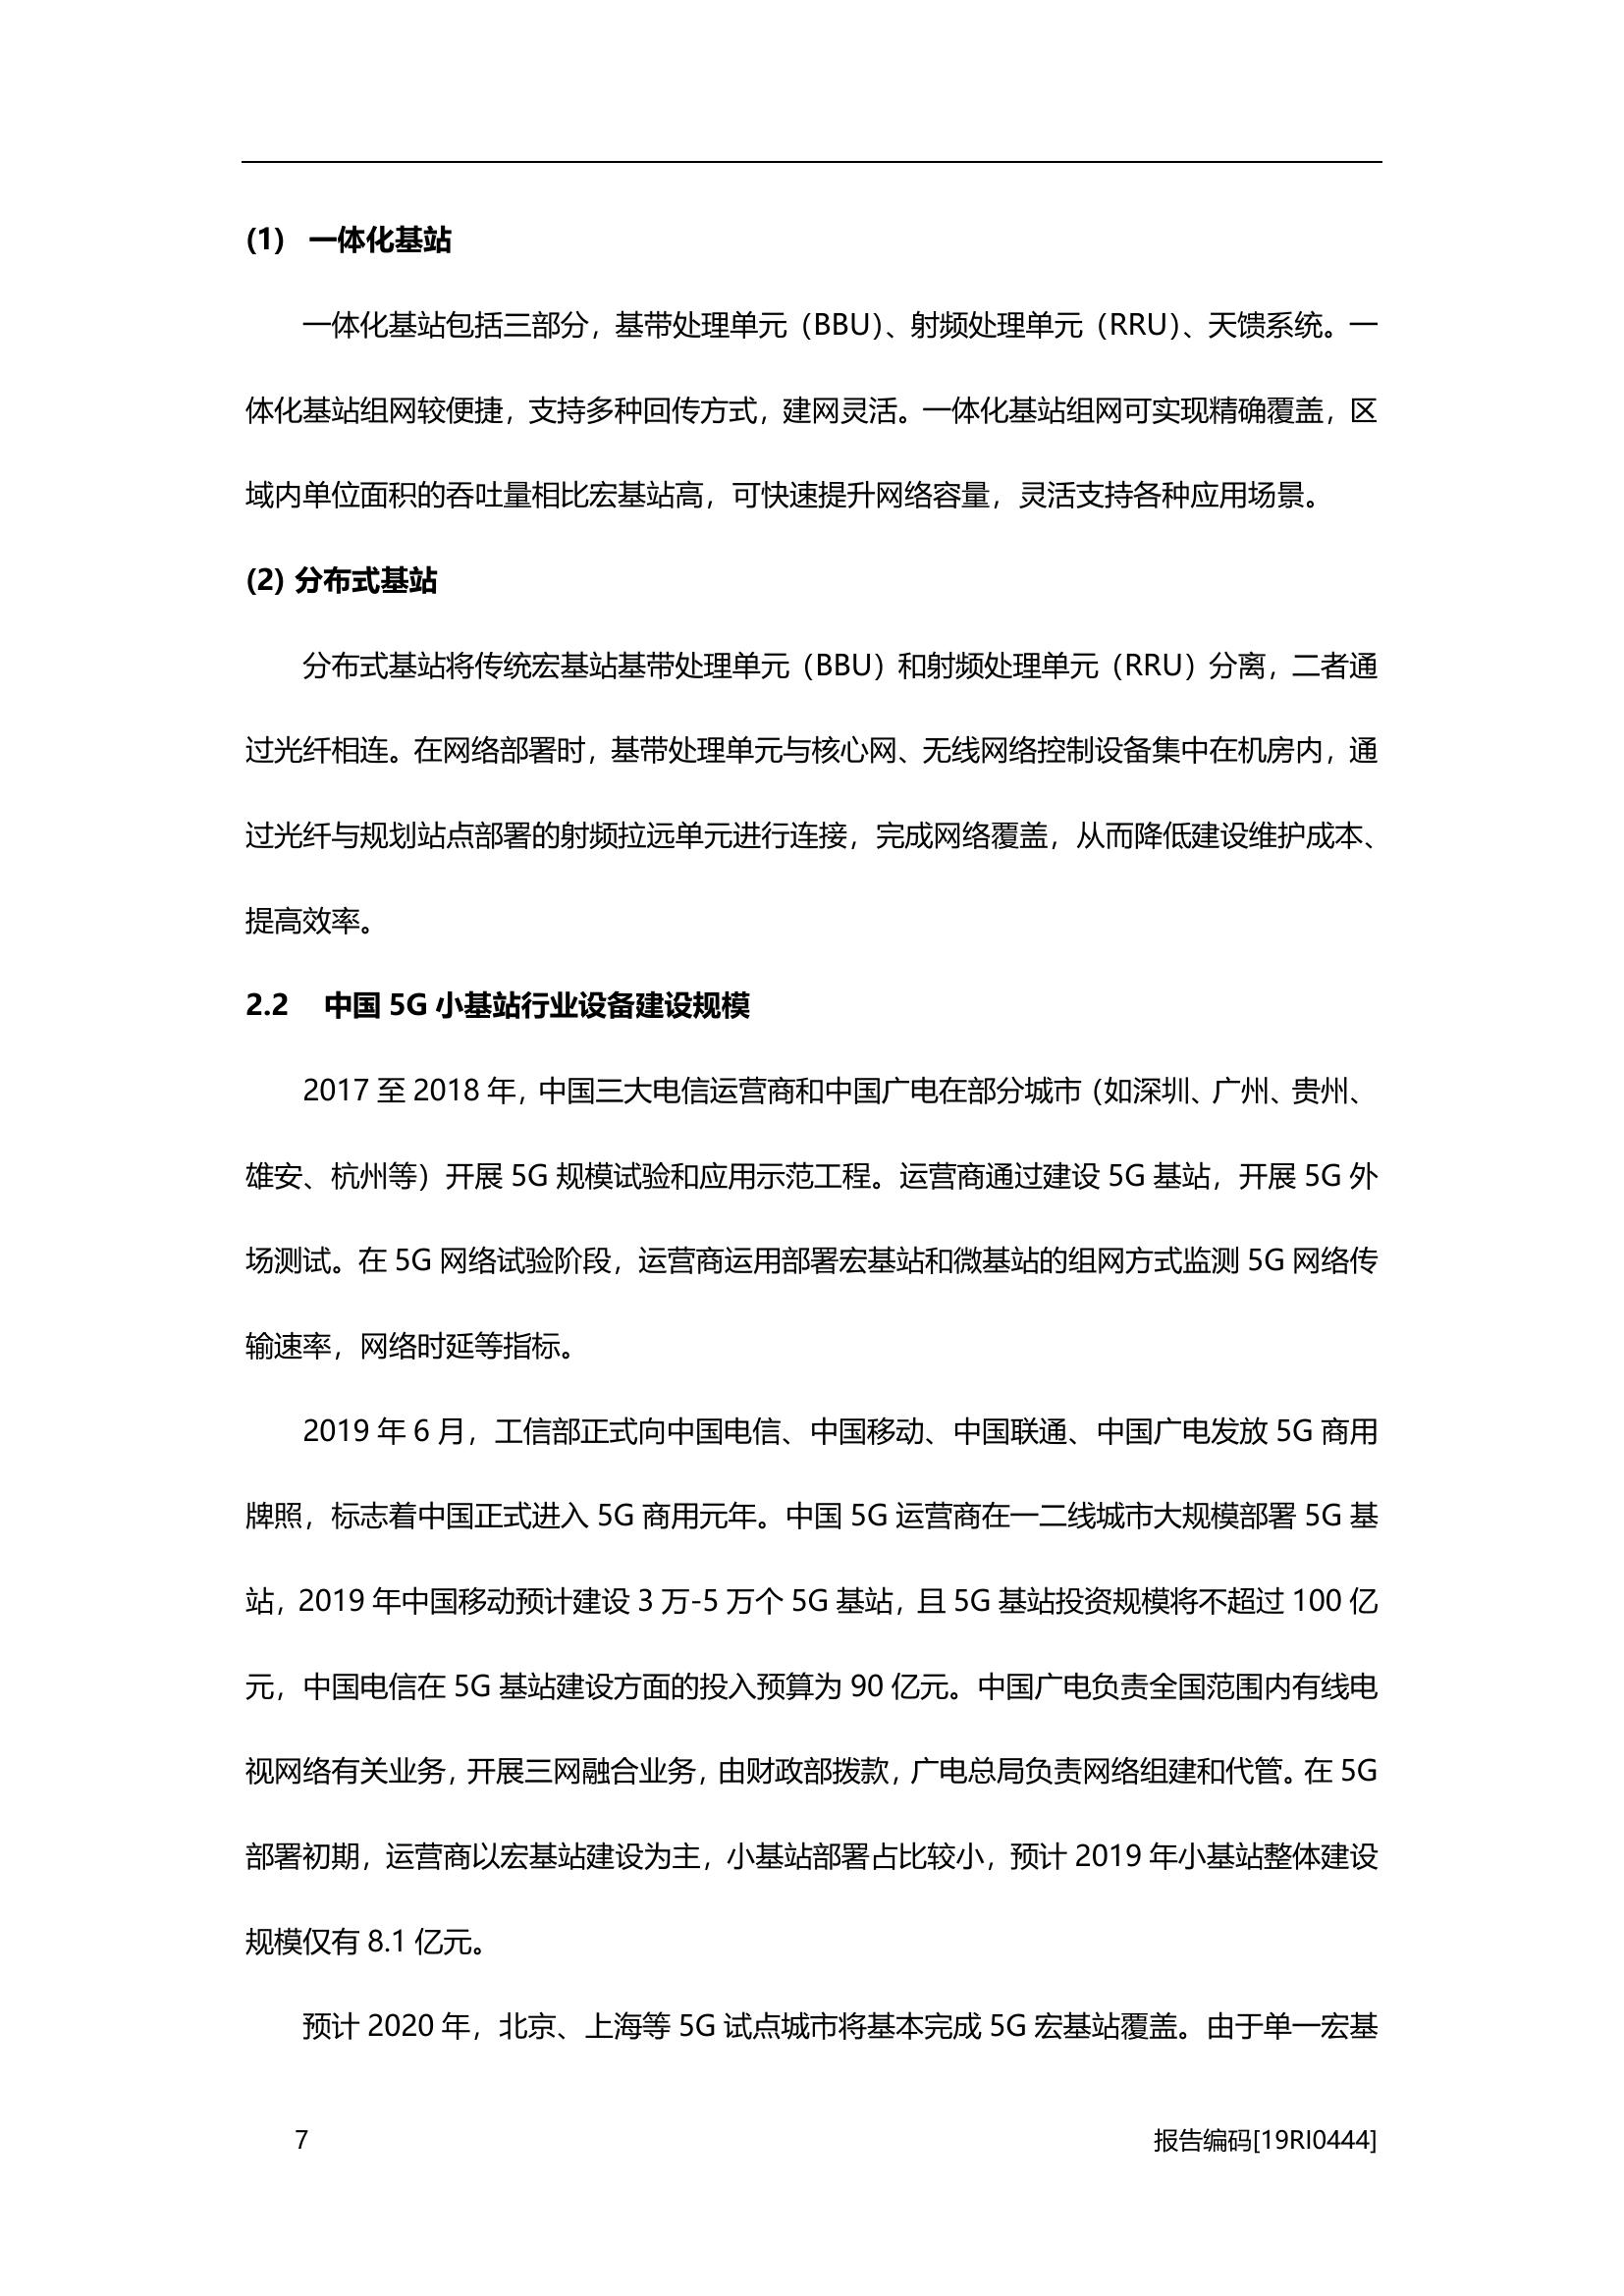 (1) 一体化基站
一体化基站包括三部分，基带处理单元（BBU）、射频处理单元（RRU）、天馈系统。一
体化基站组网较便捷，支持多种回传方式，建网灵活。一体化基站组网可实现精确覆盖，区
域内单位面积的吞吐量相比宏基站高，可快速提升网络容量，灵活支持各种应用场景。
(2) 分布式基站
分布式基站将传统宏基站基带处理单元（BBU）和射频处理单元（RRU）分离，二者通
过光纤相连。在网络部署时，基带处理单元与核心网、无线网络控制设备集中在机房内，通
过光纤与规划站点部署的射频拉远单元进行连接，完成网络覆盖，从而降低建设维护成本、
提高效率。
2.2 中国 5G 小基站行业设备建设规模
2017 至 2018 年，中国三大电信运营商和中国广电在部分城市（如深圳、广州、贵州、
雄安、杭州等）开展 5G 规模试验和应用示范工程。运营商通过建设 5G 基站，开展 5G 外
场测试。在 5G 网络试验阶段，运营商运用部署宏基站和微基站的组网方式监测 5G 网络传
输速率，网络时延等指标。
2019 年 6 月，工信部正式向中国电信、中国移动、中国联通、中国广电发放 5G 商用
牌照，标志着中国正式进入 5G 商用元年。中国 5G 运营商在一二线城市大规模部署 5G 基
站，2019 年中国移动预计建设 3 万-5 万个 5G 基站，且 5G 基站投资规模将不超过 100 亿
元，中国电信在 5G 基站建设方面的投入预算为 90 亿元。中国广电负责全国范围内有线电
视网络有关业务，开展三网融合业务，由财政部拨款，广电总局负责网络组建和代管。在 5G
部署初期，运营商以宏基站建设为主，小基站部署占比较小，预计 2019 年小基站整体建设
规模仅有 8.1 亿元。
预计 2020 年，北京、上海等 5G 试点城市将基本完成 5G 宏基站覆盖。由于单一宏基
7 报告编码[19RI0444]